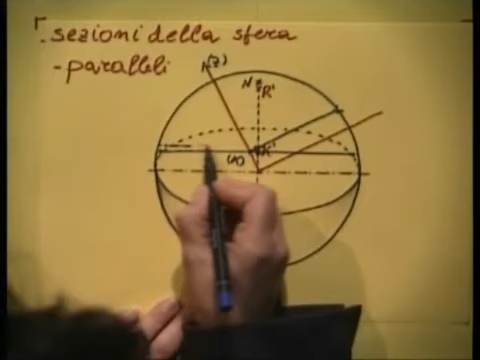 sezioni della sfera
- paralleli
(z)
N≡R'
(A)
K'